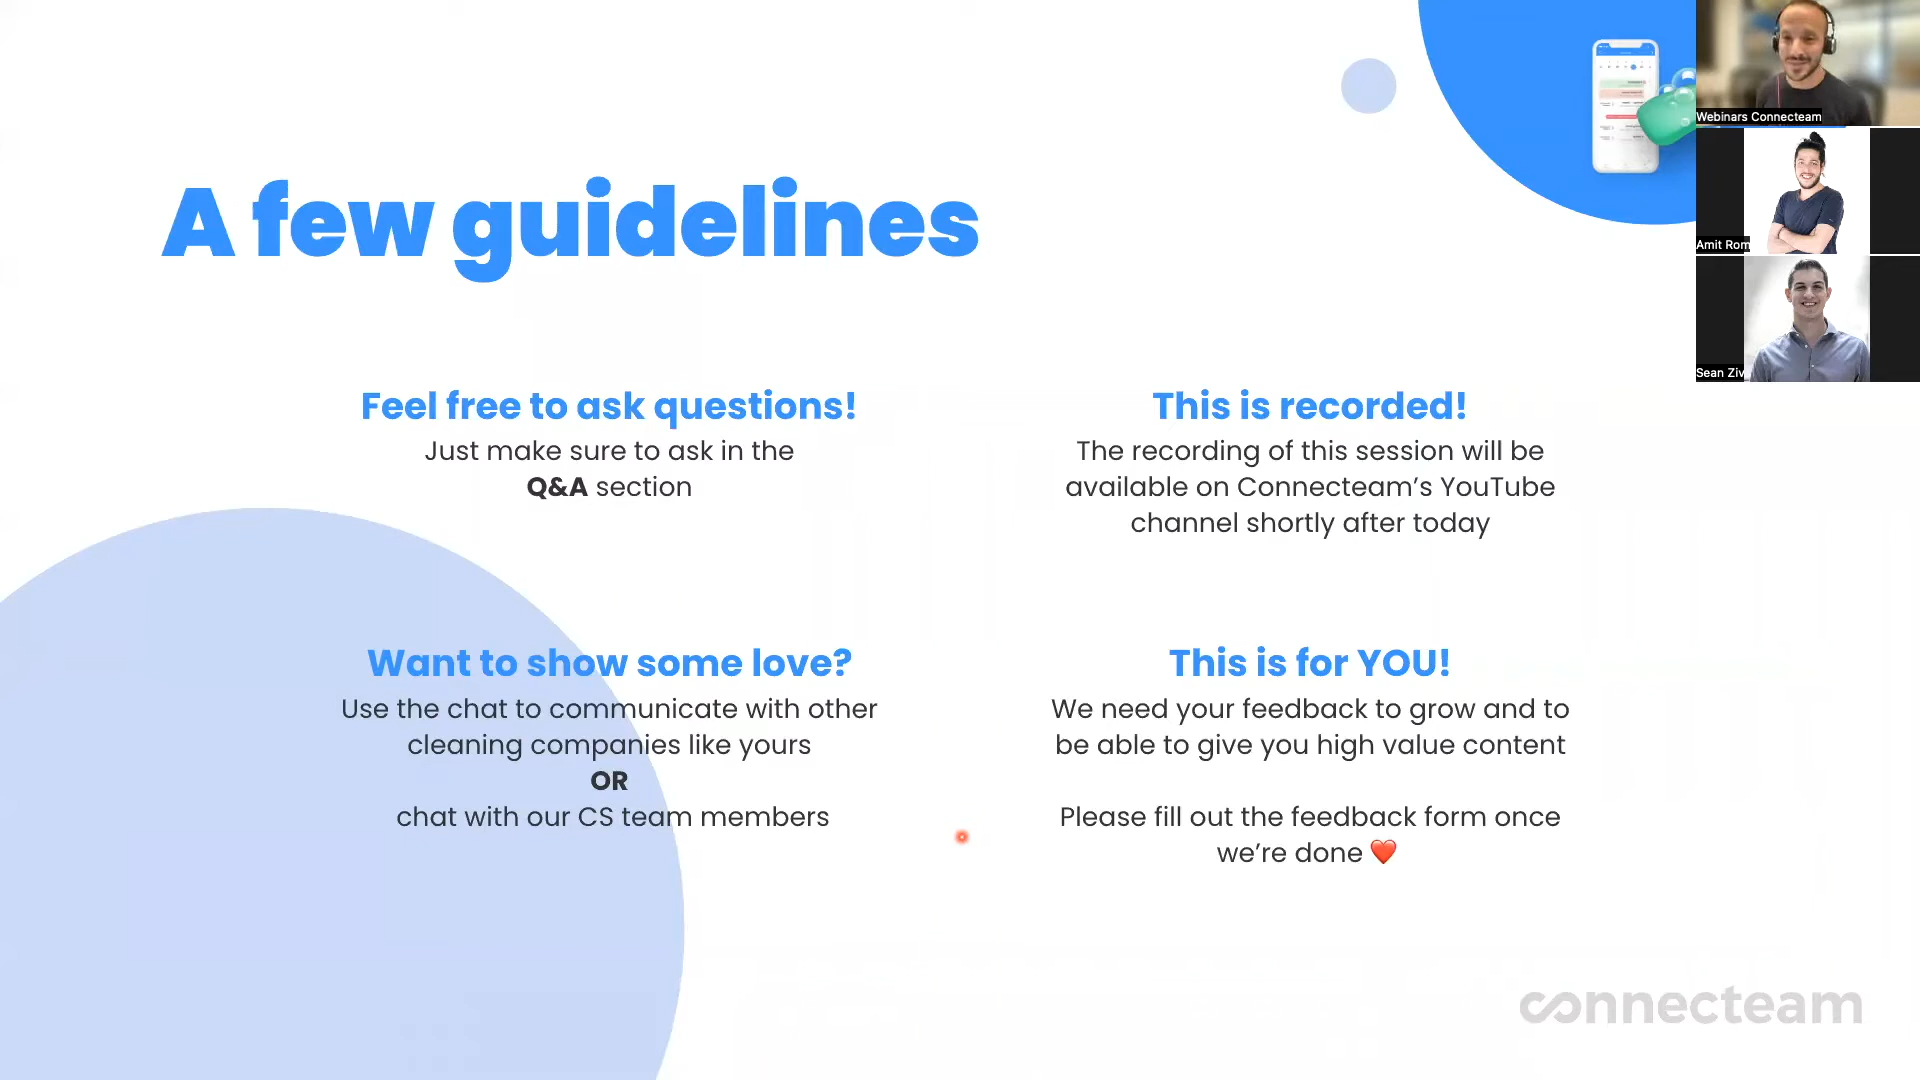 A few guidelines
Feel free to ask questions!
Just make sure to ask in the
Q&A section
This is recorded!
The recording of this session will be
available on Connecteam’s YouTube
channel shortly after today
Want to show some love?
Use the chat to communicate with other
cleaning companies like yours
OR
chat with our CS team members
This is for YOU!
We need your feedback to grow and to
be able to give you high value content
Please fill out the feedback form once
we’re done ❤️
Webinars Connecteam
Amit Rom
Sean Ziv
connecteam